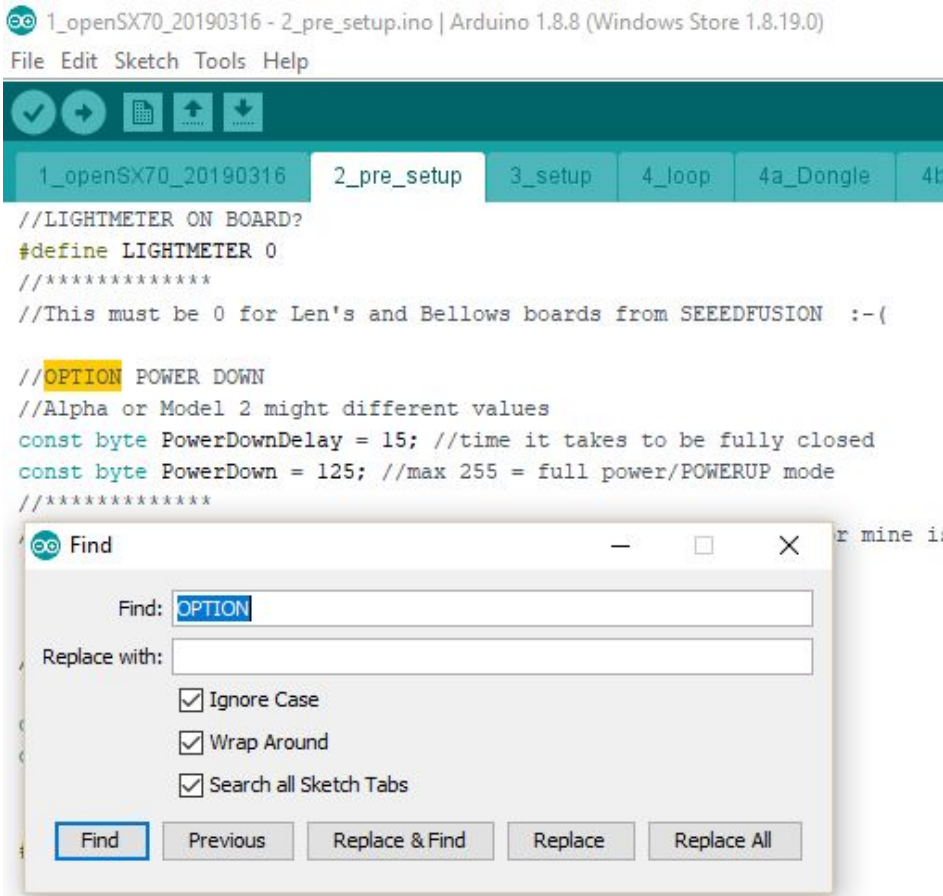 1_openSX70_20190316 - 2_pre_setup.ino | Arduino 1.8.8 (Windows Store 1.8.19.0)
File Edit Sketch Tools Help
1_openSX70_20190316 2_pre_setup 3_setup 4_loop 4a_Dongle 4b
//LIGHTMETER ON BOARD?
#define LIGHTMETER 0
//*************
//This must be 0 for Len's and Bellows boards from SEEEDFUSION :-(
//OPTION POWER DOWN
//Alpha or Model 2 might different values
const byte PowerDownDelay = 15; //time it takes to be fully closed
const byte PowerDown = 125; //max 255 = full power/POWERUP mode
//*************
r mine is
Find
Find: OPTION
Replace with:
Ignore Case
Wrap Around
Search all Sketch Tabs
Find Previous Replace & Find Replace Replace All